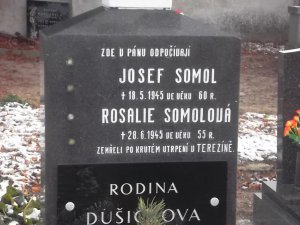 ZDE V PÁNU ODPOČÍVAJÍ
JOSEF SOMOL
† 18.5.1945 VE VĚKU 60 R.
ROSALIE SOMOLOVÁ
† 28.6.1945 VE VĚKU 55 R.
ZEMŘELI PO KRUTÉM UTRPENÍ V TEREZÍNĚ.
RODINA